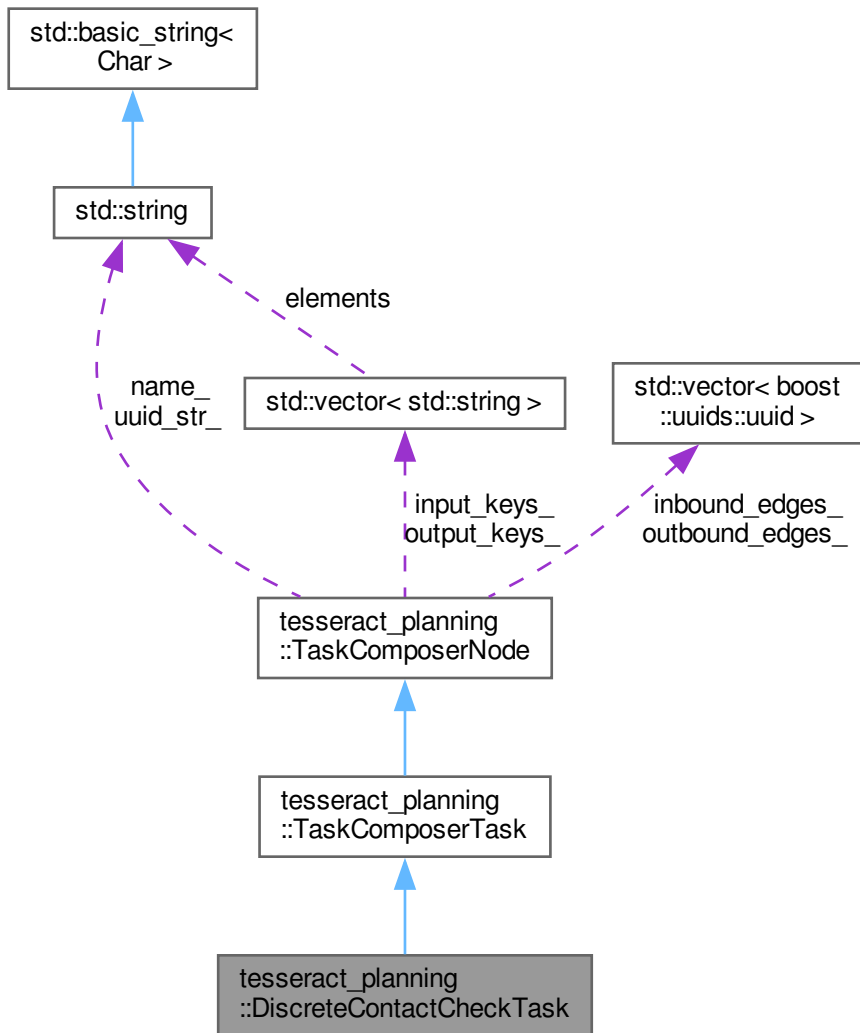 std::basic_string<
Char >
std::string
elements
name_
uuid_str_
std::vector< std::string >
std::vector< boost
::uuids::uuid >
input_keys_
output_keys_
inbound_edges_
outbound_edges_
tesseract_planning
::TaskComposerNode
tesseract_planning
::TaskComposerTask
tesseract_planning
::DiscreteContactCheckTask